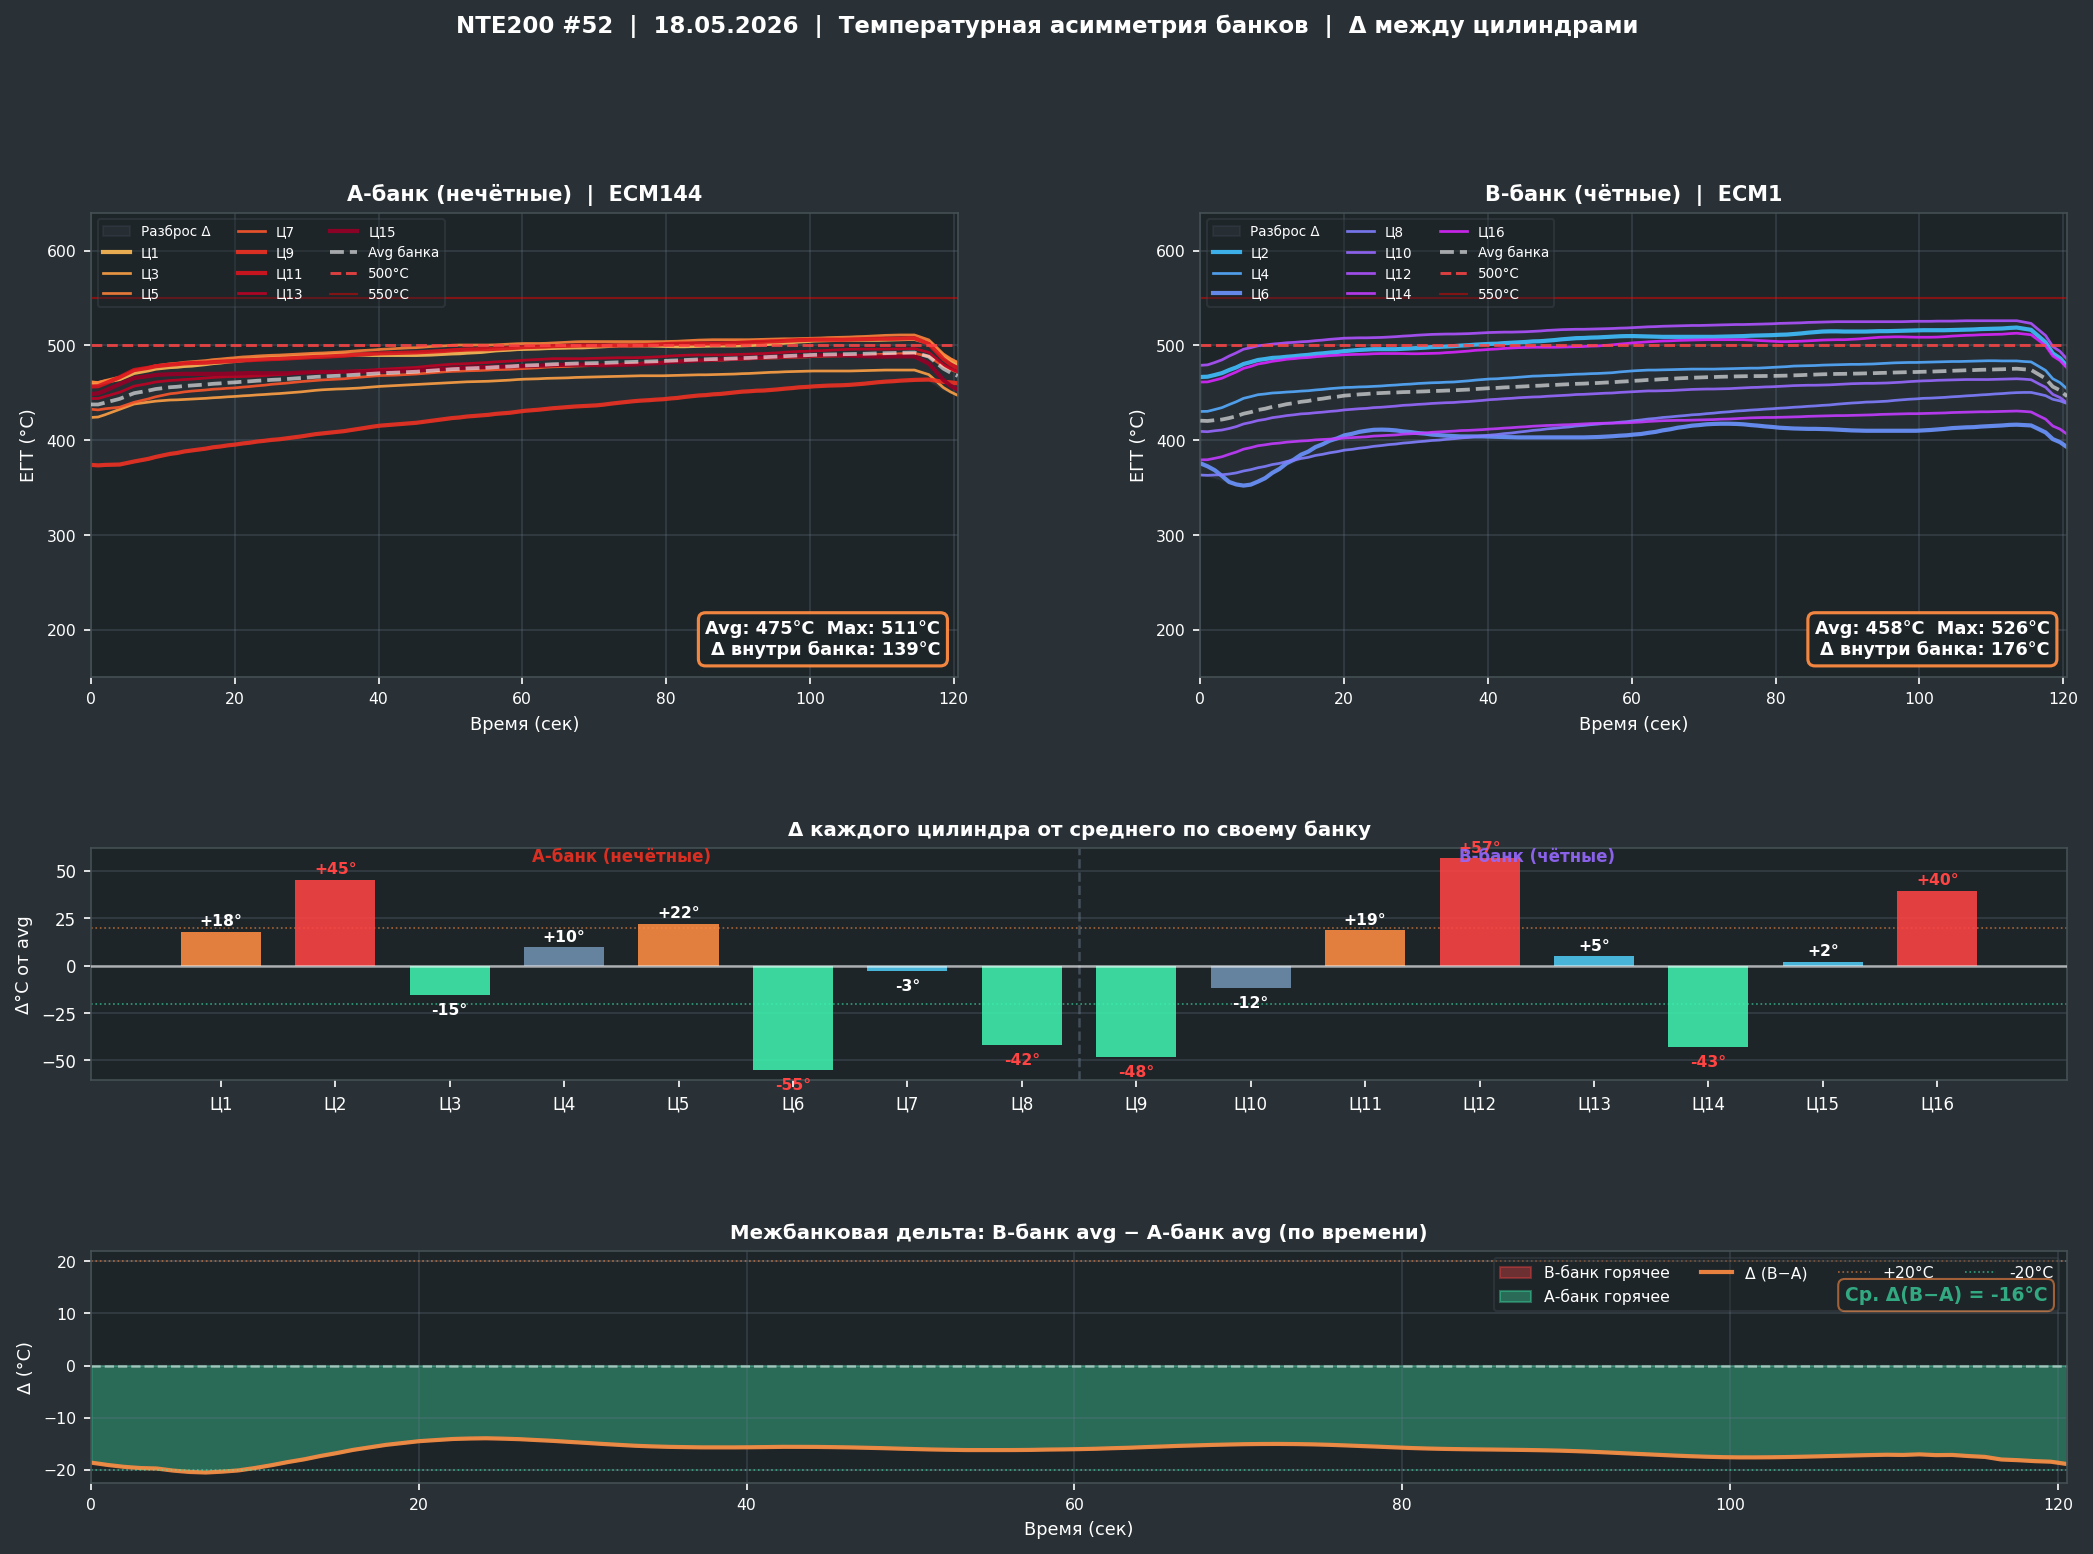 NTE200 #52 | 18.05.2026 | Температурная асимметрия банков | Δ между цилиндрами
А-банк (нечётные) | ECM144
Разброс Δ
Ц1
Ц3
Ц5
Ц7
Ц9
Ц11
Ц13
Ц15
Avg банка
500°C
550°C
600
500
400
300
200
ЕГТ (°C)
Avg: 475°C Max: 511°C
Δ внутри банка: 139°C
0 20 40 60 80 100 120
Время (сек)
В-банк (чётные) | ECM1
Разброс Δ
Ц2
Ц4
Ц6
Ц8
Ц10
Ц12
Ц14
Ц16
Avg банка
500°C
550°C
600
500
400
300
200
ЕГТ (°C)
Avg: 458°C Max: 526°C
Δ внутри банка: 176°C
0 20 40 60 80 100 120
Время (сек)
Δ каждого цилиндра от среднего по своему банку
А-банк (нечётные)
В-банк (чётные)
50
25
0
−25
−50
Δ°C от avg
+18°
+45°
-15°
+10°
+22°
-55°
-3°
-42°
-48°
-12°
+19°
+57°
+5°
-43°
+2°
+40°
Ц1 Ц2 Ц3 Ц4 Ц5 Ц6 Ц7 Ц8 Ц9 Ц10 Ц11 Ц12 Ц13 Ц14 Ц15 Ц16
Межбанковая дельта: В-банк avg − А-банк avg (по времени)
В-банк горячее
А-банк горячее
Δ (В−А)
+20°C
-20°C
Ср. Δ(В−А) = -16°C
20
10
0
−10
−20
Δ (°C)
0 20 40 60 80 100 120
Время (сек)